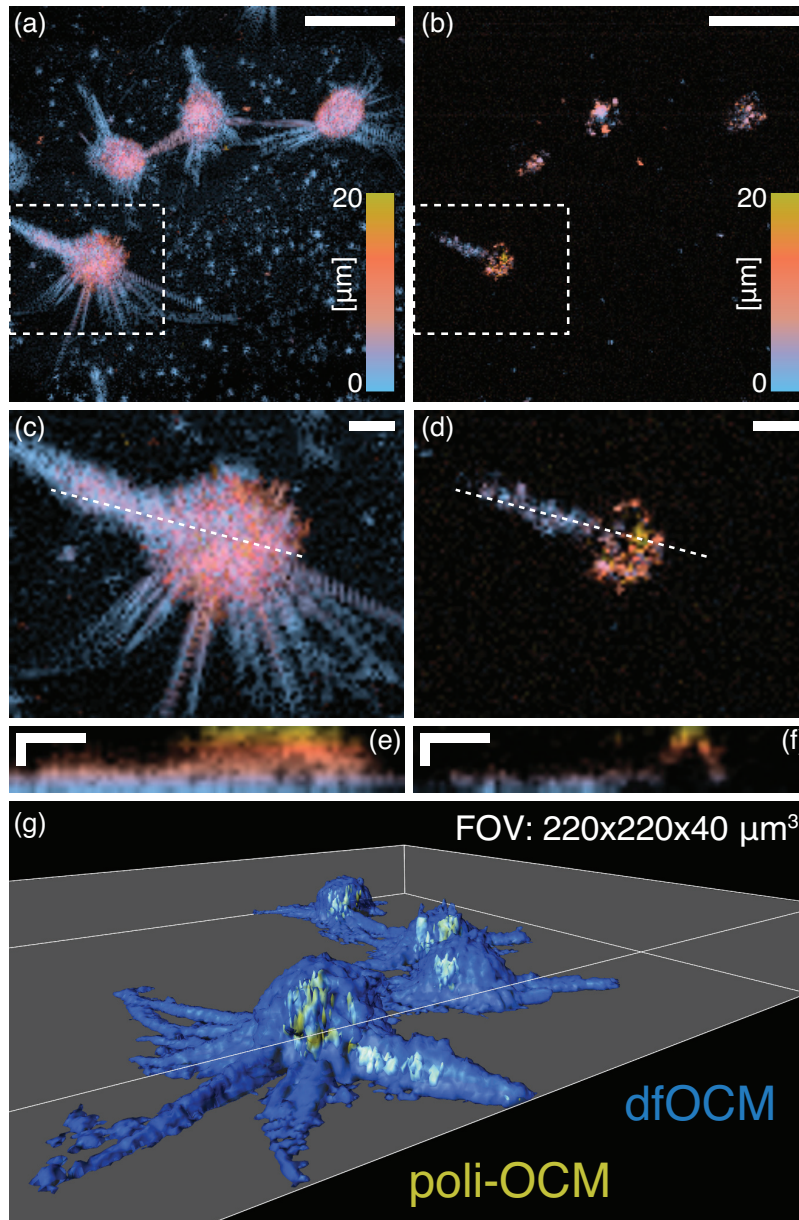 (a)
(b)
20
[µm]
0
20
[µm]
0
(c)
(d)
(e)
(f)
(g)
FOV: 220x220x40 µm³
dfOCM
poli-OCM